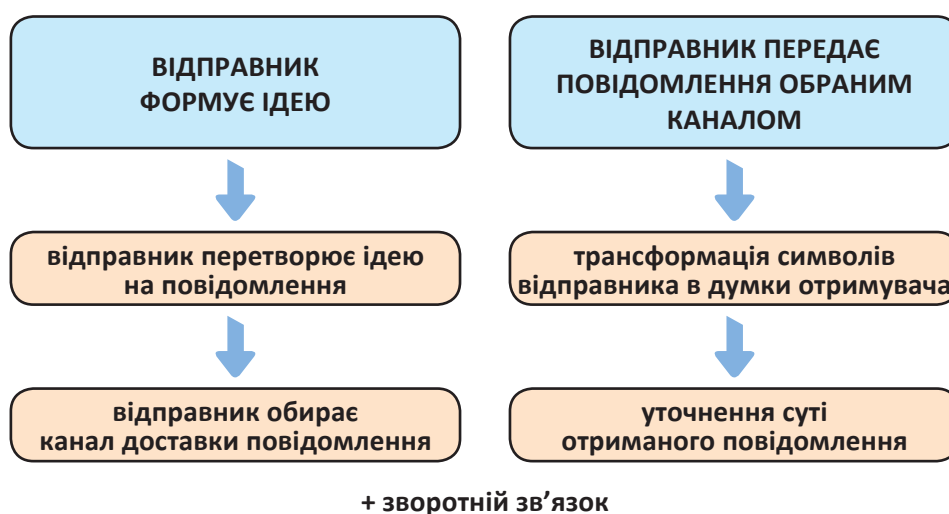 ВІДПРАВНИК
ФОРМУЄ ІДЕЮ
відправник перетворює ідею
на повідомлення
відправник обирає
канал доставки повідомлення
ВІДПРАВНИК ПЕРЕДАЄ
ПОВІДОМЛЕННЯ ОБРАНИМ
КАНАЛОМ
трансформація символів
відправника в думки отримувача
уточнення суті
отриманого повідомлення
+ зворотній зв’язок